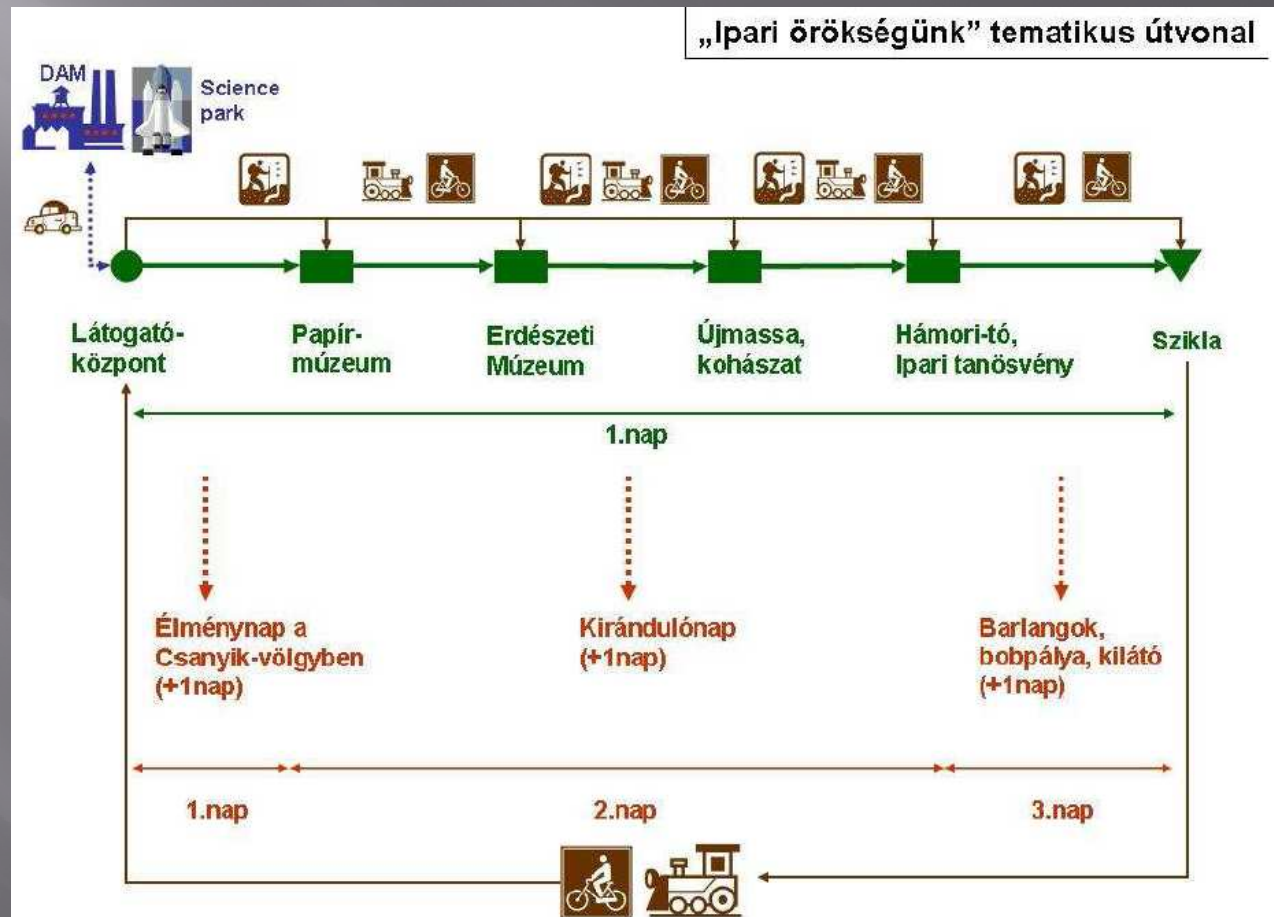 „Ipari örökségünk” tematikus útvonal
DAM
Science
park
Látogató-
központ
Papír-
múzeum
Erdészeti
Múzeum
Újmassa,
kohászat
Hámori-tó,
Ipari tanösvény
Szikla
1.nap
Élménynap a
Csanyik-völgyben
(+1nap)
Kirándulónap
(+1nap)
Barlangok,
bobpálya, kilátó
(+1nap)
1.nap
2.nap
3.nap